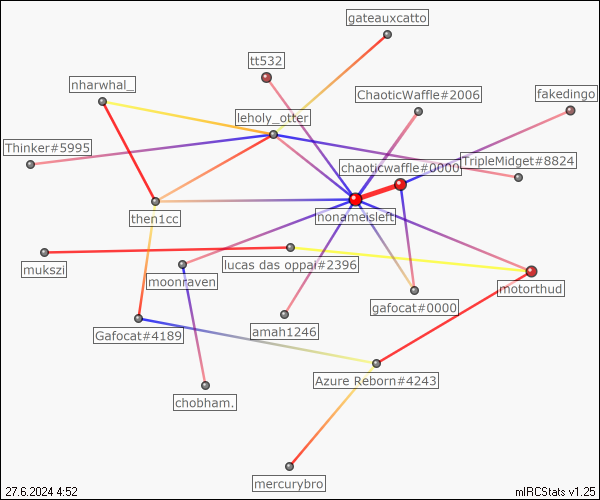 gateauxcatto
tt532
nharwhal_
ChaoticWaffle#2006
fakedingo
leholy_otter
Thinker#5995
chaoticwaffle#0000
TripleMidget#8824
then1cc
nonameisleft
mukszi
moonraven
lucas das oppai#2396
motorthud
Gafocat#4189
amah1246
gafocat#0000
Azure Reborn#4243
chobham.
mercurybro
27.6.2024 4:52
mIRCStats v1.25